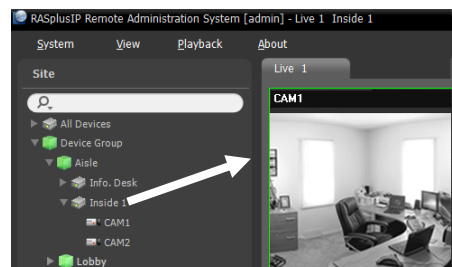 RASplusIP Remote Administration System [admin] - Live 1 Inside 1
System View Playback About
Site
Live 1
CAM1
All Devices
Device Group
Aisle
Info. Desk
Inside 1
CAM1
CAM2
Lobby